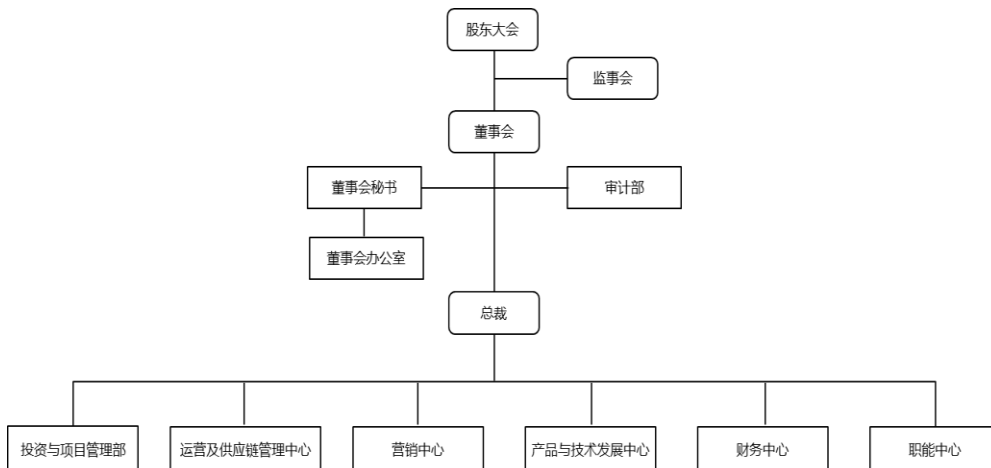 股东大会
监事会
董事会
董事会秘书
审计部
董事会办公室
总裁
投资与项目管理部
运营及供应链管理中心
营销中心
产品与技术发展中心
财务中心
职能中心